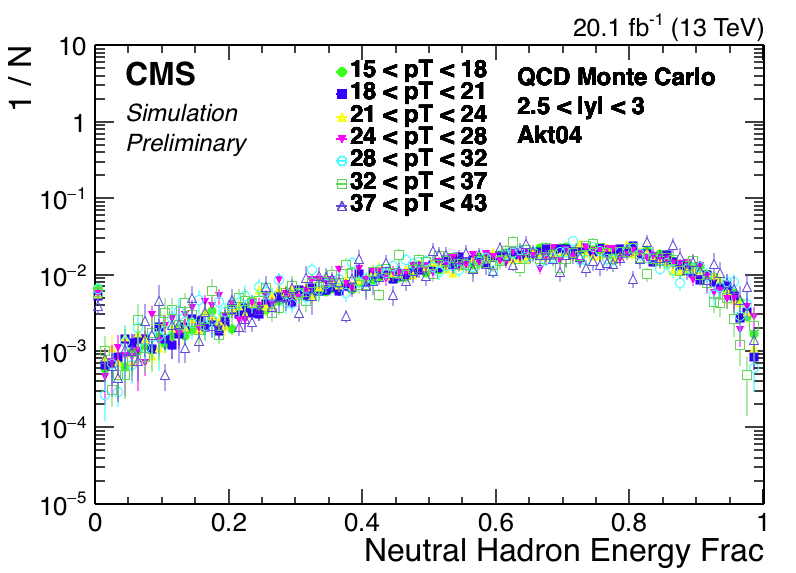 20.1 fb⁻¹ (13 TeV)
1 / N
10
1
10⁻¹
10⁻²
10⁻³
10⁻⁴
10⁻⁵
CMS
Simulation
Preliminary
15 < pT < 18
18 < pT < 21
21 < pT < 24
24 < pT < 28
28 < pT < 32
32 < pT < 37
37 < pT < 43
QCD Monte Carlo
2.5 < |y| < 3
Akt04
0 0.2 0.4 0.6 0.8 1
Neutral Hadron Energy Frac